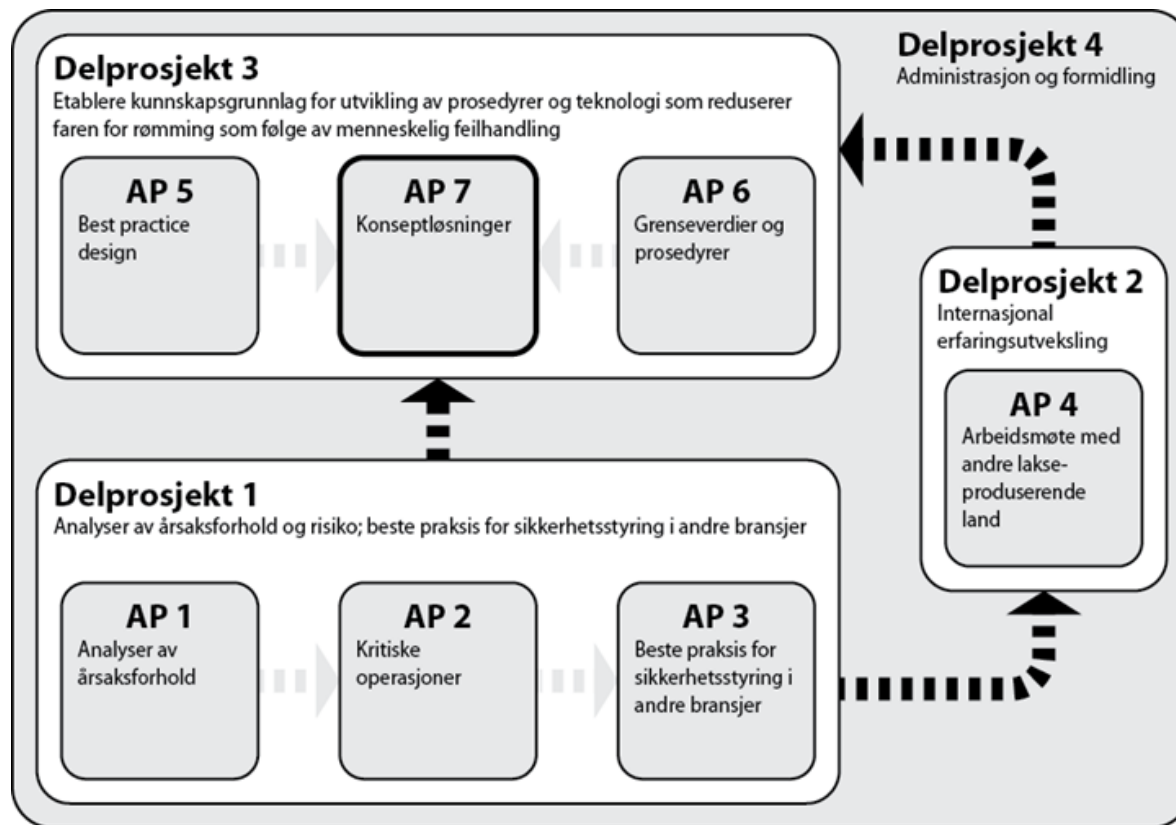 Delprosjekt 3
Etablere kunnskapsgrunnlag for utvikling av prosedyrer og teknologi som reduserer
faren for rømming som følge av menneskelig feilhandling
AP 5
Best practice
design
AP 7
Konseptløsninger
AP 6
Grenseverdier og
prosedyrer
Delprosjekt 4
Administrasjon og formidling
Delprosjekt 2
Internasjonal
erfaringsutveksling
AP 4
Arbeidsmøte med
andre lakse-
produserende
land
Delprosjekt 1
Analyser av årsaksforhold og risiko; beste praksis for sikkerhetsstyring i andre bransjer
AP 1
Analyser av
årsaksforhold
AP 2
Kritiske
operasjoner
AP 3
Beste praksis for
sikkerhetsstyring i
andre bransjer